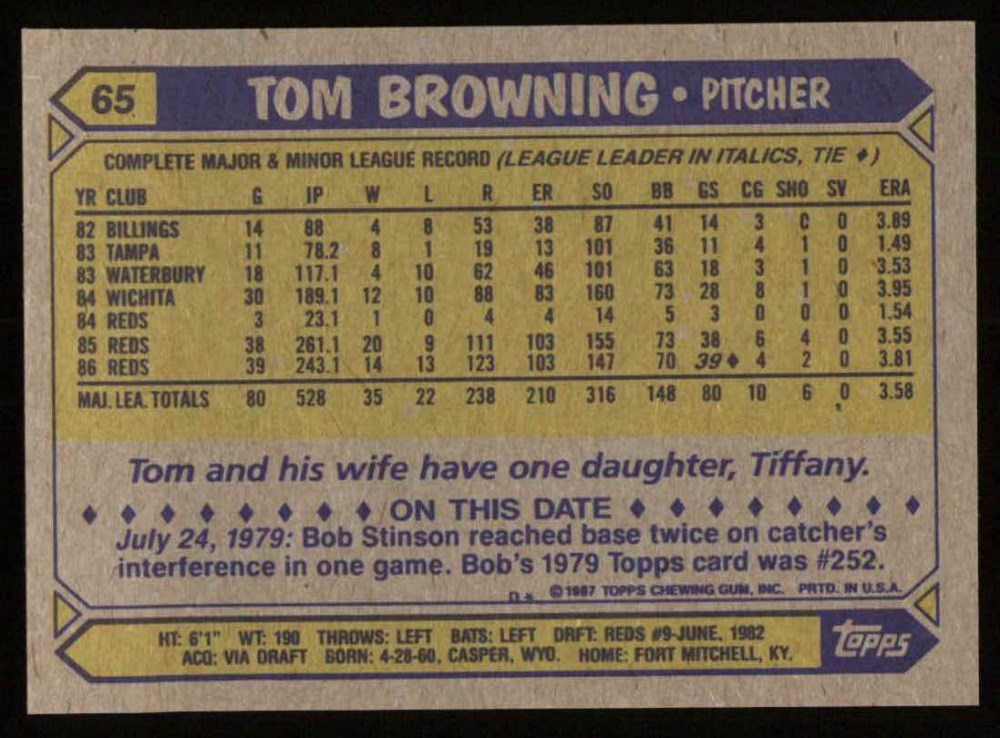 65 TOM BROWNING • PITCHER
COMPLETE MAJOR & MINOR LEAGUE RECORD (LEAGUE LEADER IN ITALICS, TIE ♦)
YR CLUB G IP W L R ER SO BB GS CG SHO SV ERA
82 BILLINGS 14 88 4 8 53 38 87 41 14 3 0 0 3.89
83 TAMPA 11 78.2 8 1 19 13 101 36 11 4 1 0 1.49
83 WATERBURY 18 117.1 4 10 62 46 101 63 18 3 1 0 3.53
84 WICHITA 30 189.1 12 10 88 83 160 73 28 8 1 0 3.95
84 REDS 3 23.1 1 0 4 4 14 5 3 0 0 0 1.54
85 REDS 38 261.1 20 9 111 103 155 73 38 6 4 0 3.55
86 REDS 39 243.1 14 13 123 103 147 70 39♦ 4 2 0 3.81
MAJ. LEA. TOTALS 80 528 35 22 238 210 316 148 80 10 6 0 3.58
Tom and his wife have one daughter, Tiffany.
♦ ♦ ♦ ♦ ♦ ♦ ♦ ♦ ON THIS DATE ♦ ♦ ♦ ♦ ♦ ♦ ♦ ♦
July 24, 1979: Bob Stinson reached base twice on catcher's
interference in one game. Bob's 1979 Topps card was #252.
D* ©1987 TOPPS CHEWING GUM, INC. PRTD. IN U.S.A.
HT: 6'1" WT: 190 THROWS: LEFT BATS: LEFT DRFT: REDS #9-JUNE, 1982
ACQ: VIA DRAFT BORN: 4-28-60, CASPER, WYO. HOME: FORT MITCHELL, KY.
topps